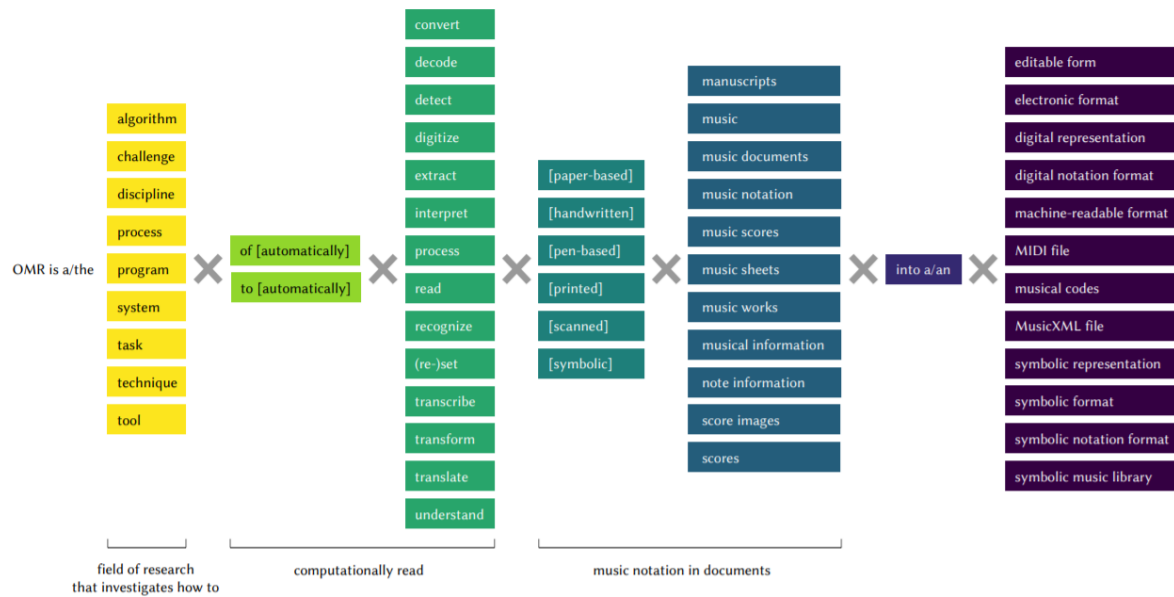 OMR is a/the
algorithm
challenge
discipline
process
program
system
task
technique
tool
of [automatically]
to [automatically]
convert
decode
detect
digitize
extract
interpret
process
read
recognize
(re-)set
transcribe
transform
translate
understand
[paper-based]
[handwritten]
[pen-based]
[printed]
[scanned]
[symbolic]
manuscripts
music
music documents
music notation
music scores
music sheets
music works
musical information
note information
score images
scores
into a/an
editable form
electronic format
digital representation
digital notation format
machine-readable format
MIDI file
musical codes
MusicXML file
symbolic representation
symbolic format
symbolic notation format
symbolic music library
field of research
that investigates how to
computationally read
music notation in documents